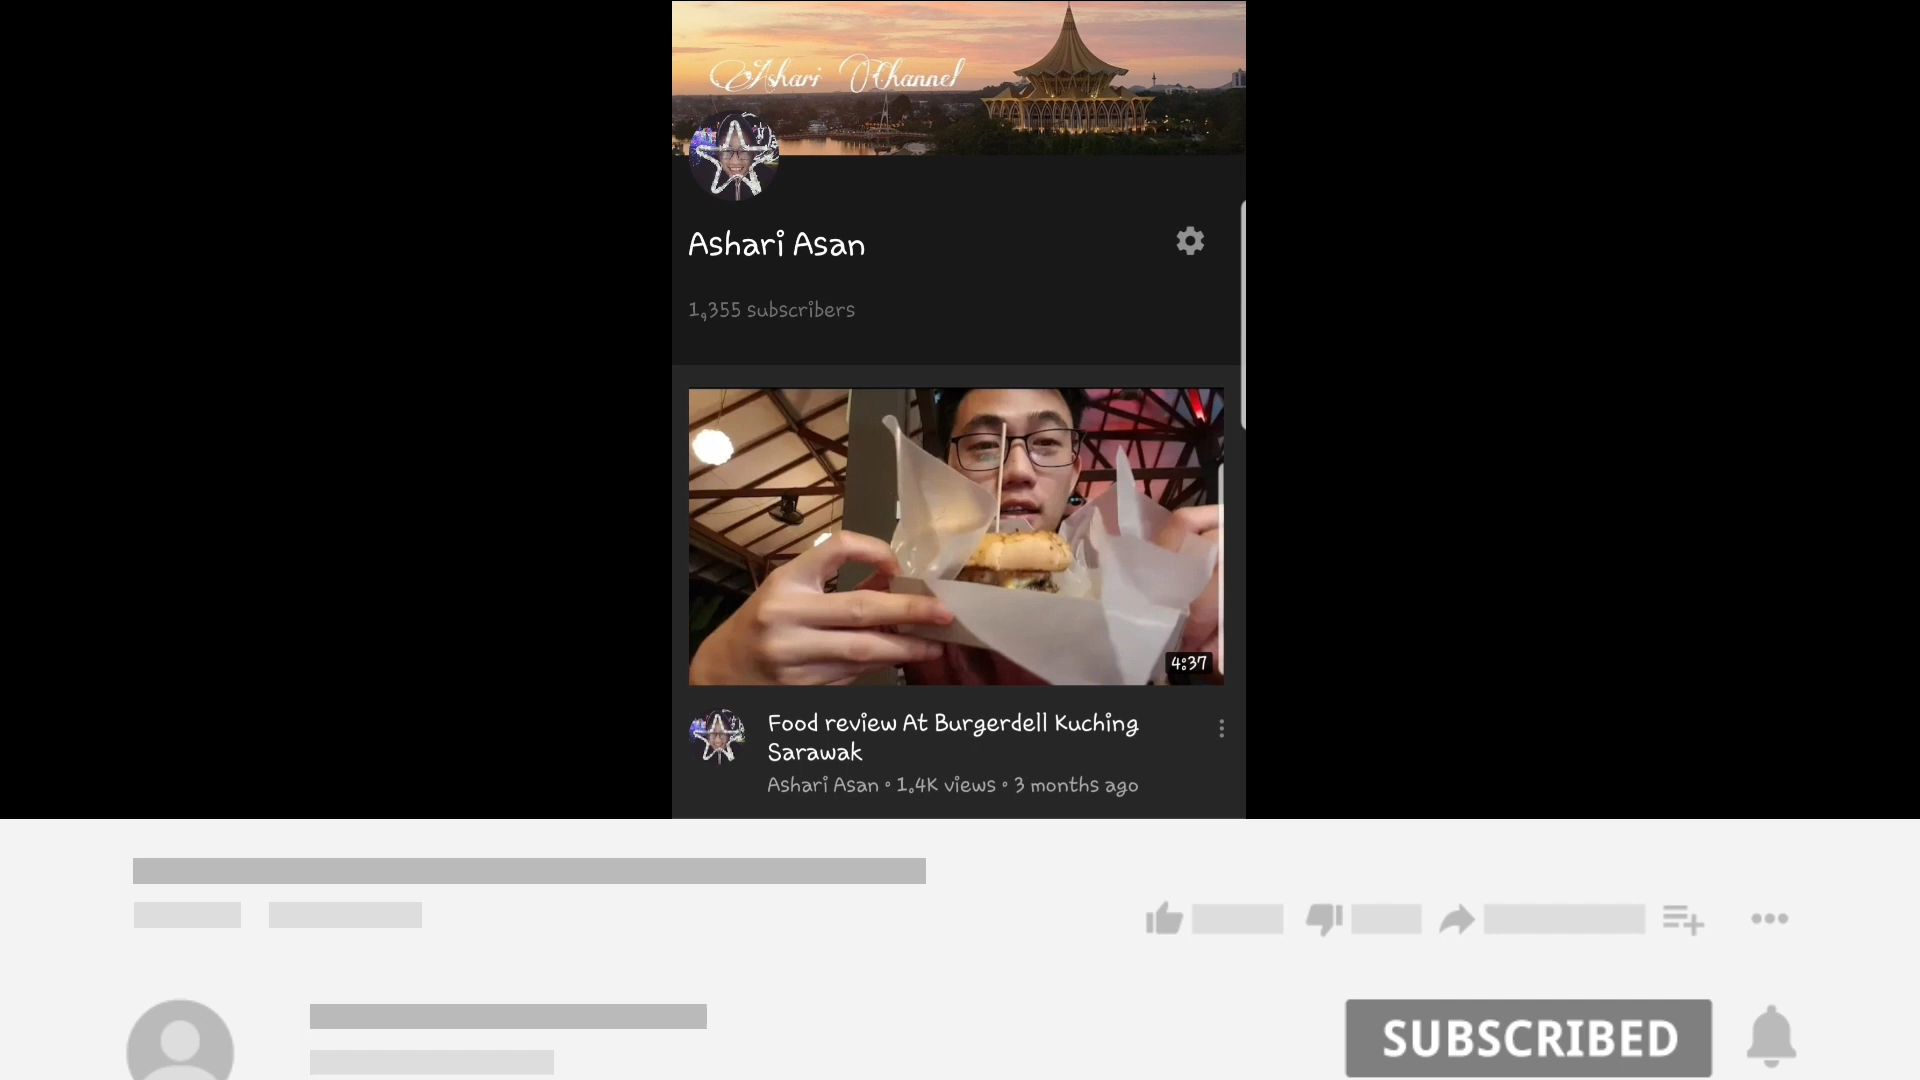 Ashari Channel
Ashari Asan
1,355 subscribers
4:37
Food review At Burgerdell Kuching
Sarawak
Ashari Asan • 1.4K views • 3 months ago
SUBSCRIBED